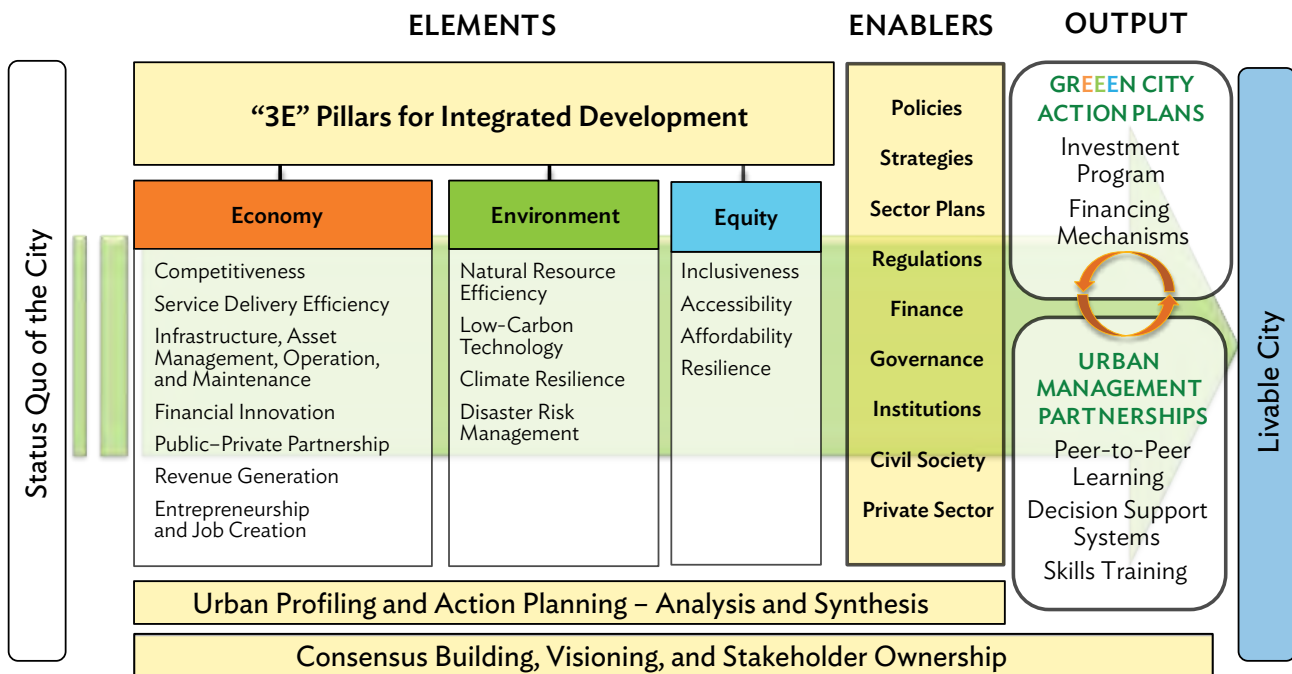 ELEMENTS
ENABLERS
OUTPUT
Status Quo of the City
“3E” Pillars for Integrated Development
Economy
Competitiveness
Service Delivery Efficiency
Infrastructure, Asset
Management, Operation,
and Maintenance
Financial Innovation
Public–Private Partnership
Revenue Generation
Entrepreneurship
and Job Creation
Environment
Natural Resource
Efficiency
Low-Carbon
Technology
Climate Resilience
Disaster Risk
Management
Equity
Inclusiveness
Accessibility
Affordability
Resilience
Policies
Strategies
Sector Plans
Regulations
Finance
Governance
Institutions
Civil Society
Private Sector
GREEEN CITY
ACTION PLANS
Investment
Program
Financing
Mechanisms
URBAN
MANAGEMENT
PARTNERSHIPS
Peer-to-Peer
Learning
Decision Support
Systems
Skills Training
Livable City
Urban Profiling and Action Planning – Analysis and Synthesis
Consensus Building, Visioning, and Stakeholder Ownership